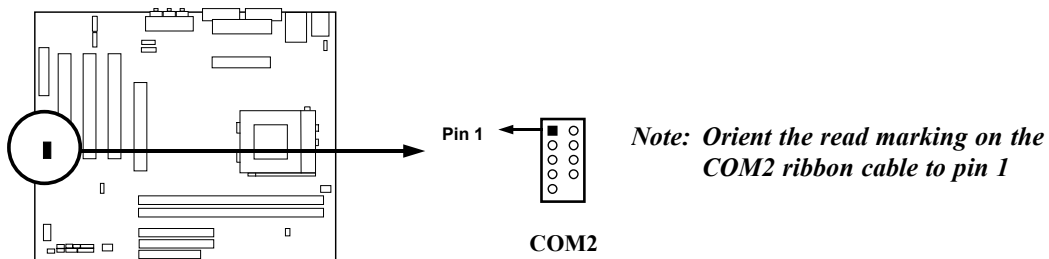 Pin 1
Note: Orient the read marking on the
COM2 ribbon cable to pin 1
COM2